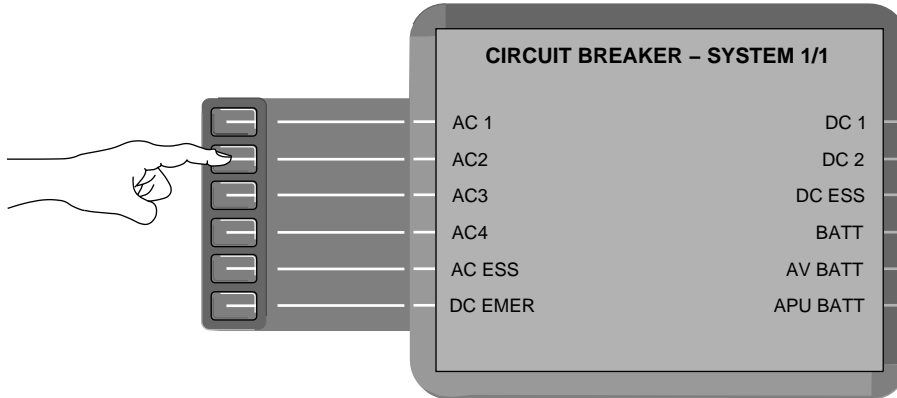 CIRCUIT BREAKER – SYSTEM 1/1
AC 1 DC 1
AC2 DC 2
AC3 DC ESS
AC4 BATT
AC ESS AV BATT
DC EMER APU BATT